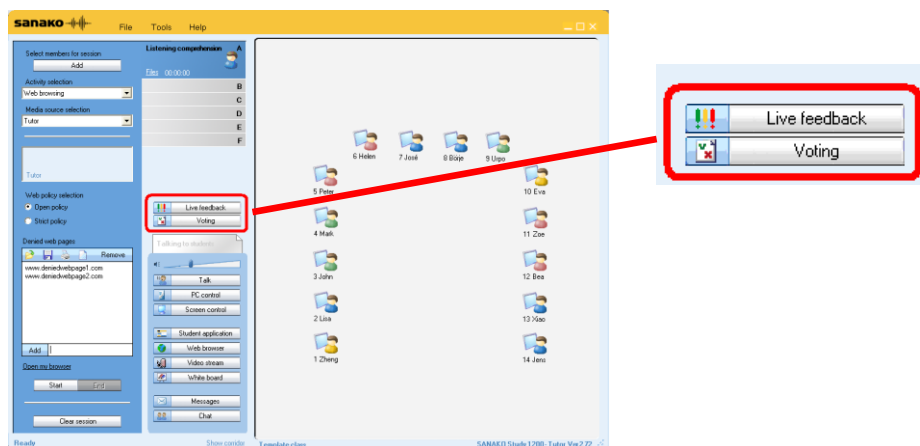 sanako
File Tools Help
Select members for session
Add
Activity selection
Web browsing
Media source selection
Tutor
Tutor
Web policy selection
Open policy
Strict policy
Denied web pages
Remove
www.deniedwebpage1.com
www.deniedwebpage2.com
Add
Open my browser
Start End
Clear session
Ready
Listening comprehension A
Files 00:00:00
B
C
D
E
F
Live feedback
Voting
Talking to students
Talk
PC control
Screen control
Student application
Web browser
Video stream
White board
Messages
Chat
Show corridor
6 Helen 7 José 8 Börje 9 Urpo
5 Peter 10 Eva
4 Mark 11 Zoe
3 John 12 Bea
2 Lisa 13 Xiao
1 Zheng 14 Jens
Template class SANAKO Study 1200 - Tutor Ver 2.72
Live feedback
Voting